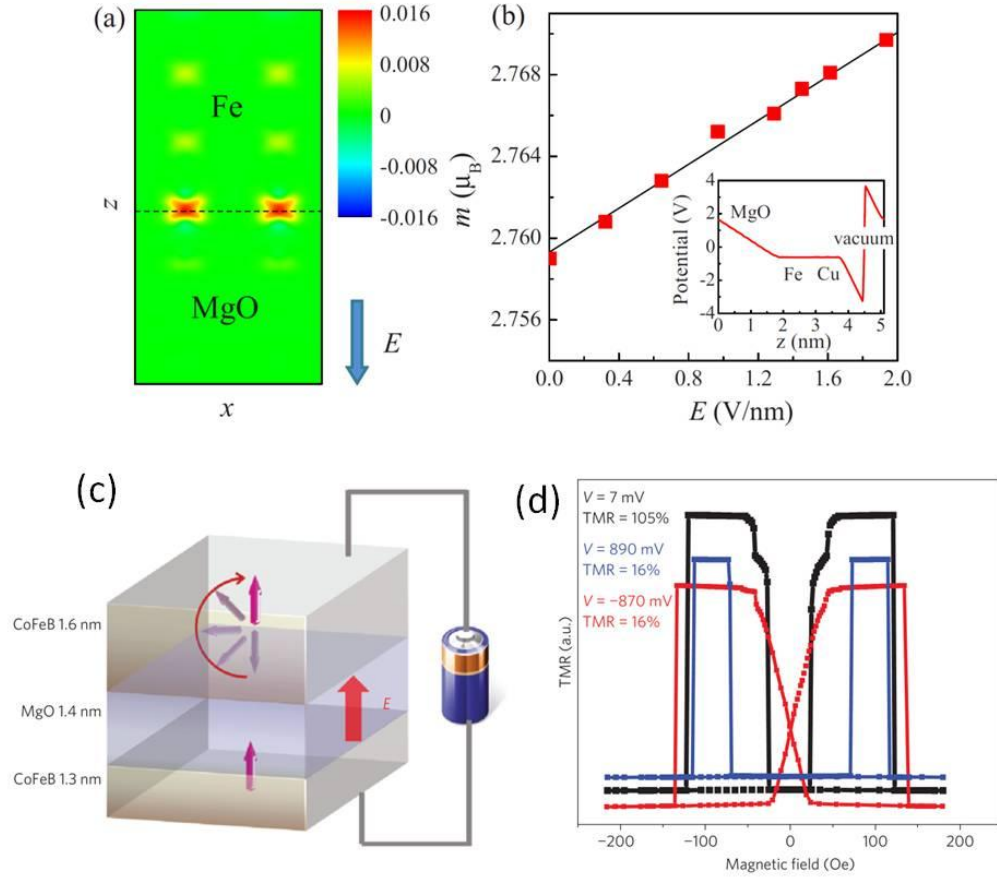 (a)
0.016
0.008
0
-0.008
-0.016
Fe
MgO
z
x
E
(b)
m (μB)
2.768
2.764
2.760
2.756
0.0 0.4 0.8 1.2 1.6 2.0
E (V/nm)
Potential (V)
4
2
0
-2
-4
MgO
vacuum
Fe Cu
0 1 2 3 4 5
z (nm)
(c)
CoFeB 1.6 nm
MgO 1.4 nm
CoFeB 1.3 nm
E
(d)
V = 7 mV
TMR = 105%
V = 890 mV
TMR = 16%
V = −870 mV
TMR = 16%
TMR (a.u.)
−200 −100 0 100 200
Magnetic field (Oe)